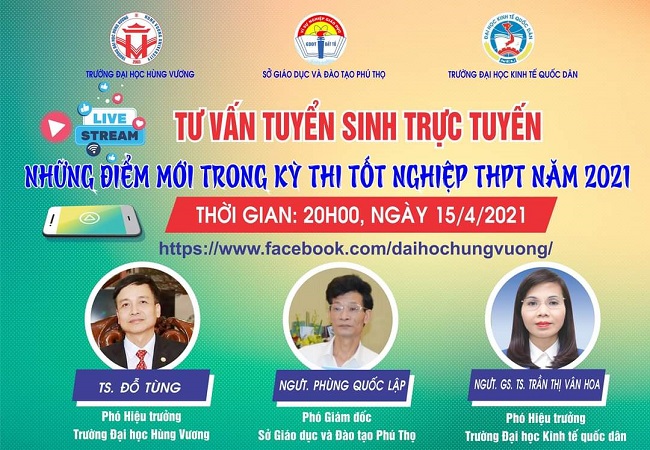 TRƯỜNG ĐẠI HỌC HÙNG VƯƠNG
SỞ GIÁO DỤC VÀ ĐÀO TẠO PHÚ THỌ
TRƯỜNG ĐẠI HỌC KINH TẾ QUỐC DÂN
LIVE
STREAM
TƯ VẤN TUYỂN SINH TRỰC TUYẾN
NHỮNG ĐIỂM MỚI TRONG KỲ THI TỐT NGHIỆP THPT NĂM 2021
THỜI GIAN: 20H00, NGÀY 15/4/2021
https://www.facebook.com/daihochungvuong/
TS. ĐỖ TÙNG
Phó Hiệu trưởng
Trường Đại học Hùng Vương
NGƯT. PHÙNG QUỐC LẬP
Phó Giám đốc
Sở Giáo dục và Đào tạo Phú Thọ
NGƯT. GS. TS. TRẦN THỊ VÂN HOA
Phó Hiệu trưởng
Trường Đại học Kinh tế quốc dân